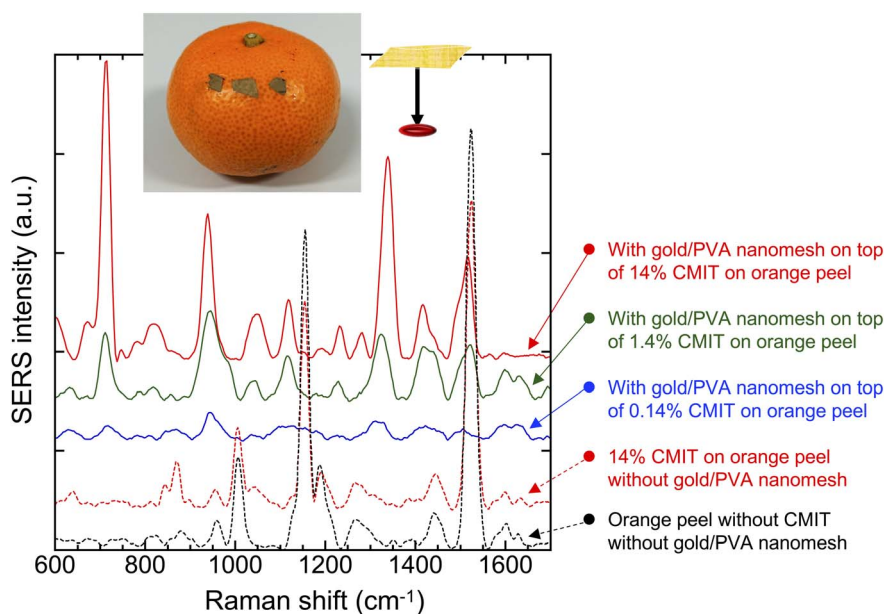 SERS intensity (a.u.)
With gold/PVA nanomesh on top
of 14% CMIT on orange peel
With gold/PVA nanomesh on top
of 1.4% CMIT on orange peel
With gold/PVA nanomesh on top
of 0.14% CMIT on orange peel
14% CMIT on orange peel
without gold/PVA nanomesh
Orange peel without CMIT
without gold/PVA nanomesh
600 800 1000 1200 1400 1600
Raman shift (cm⁻¹)